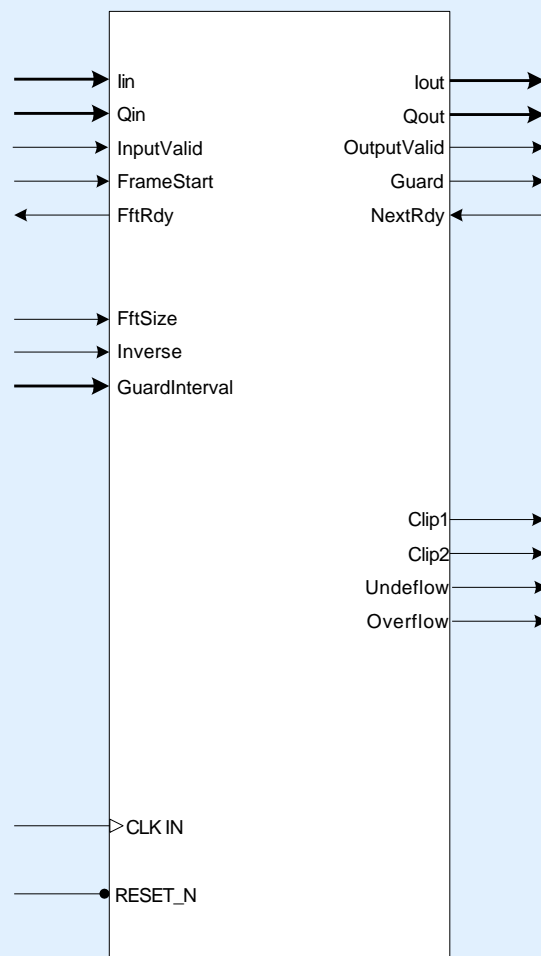 Iin
Iout
Qin
Qout
InputValid
OutputValid
FrameStart
Guard
FftRdy
NextRdy
FftSize
Inverse
GuardInterval
Clip1
Clip2
Undeflow
Overflow
CLK IN
RESET_N